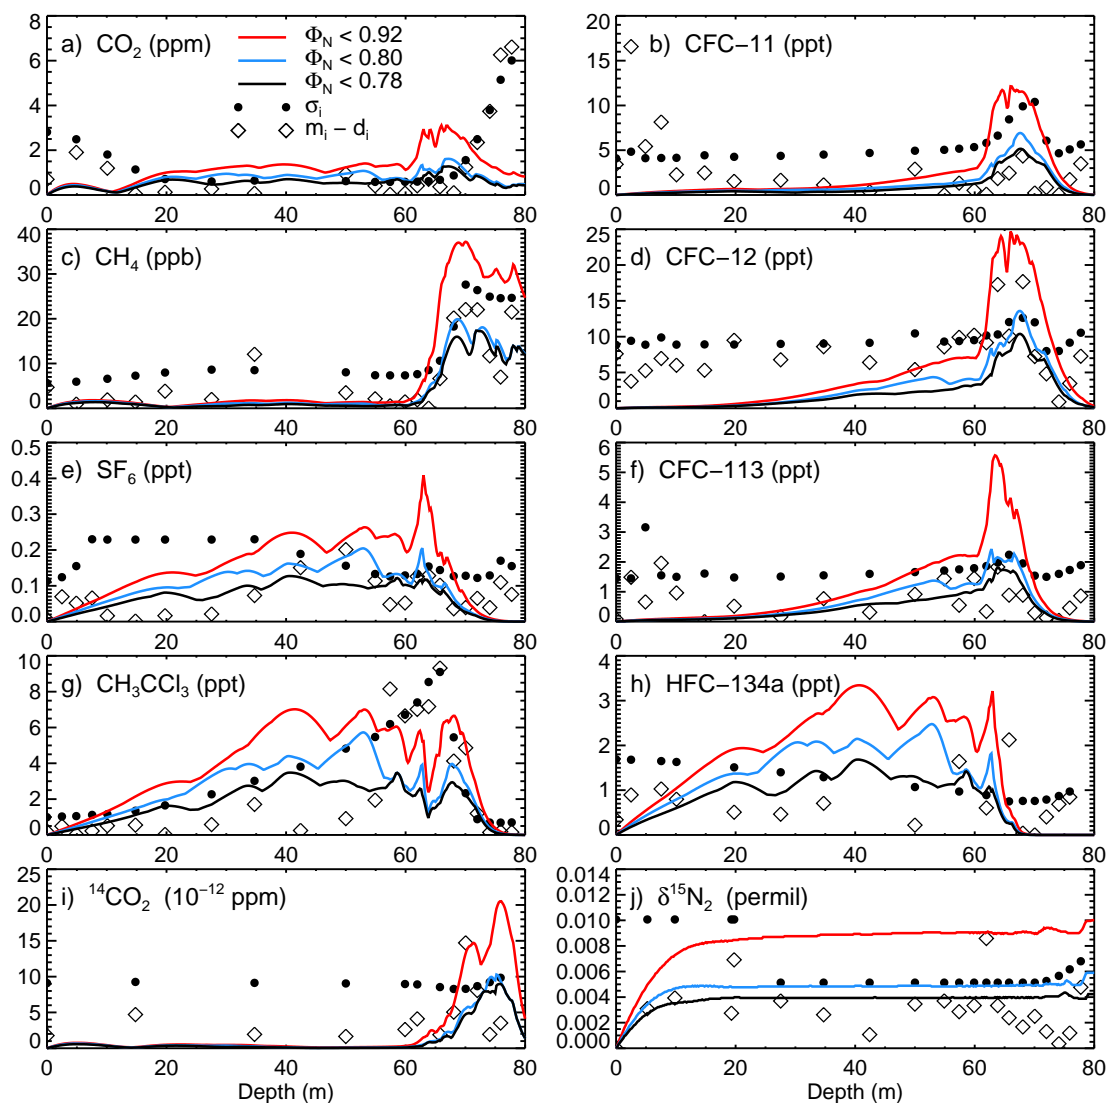 a) CO₂ (ppm)
Φ_N < 0.92
Φ_N < 0.80
Φ_N < 0.78
σ_i
m_i − d_i
8
6
4
2
0
0 20 40 60 80
b) CFC−11 (ppt)
20
15
10
5
0
0 20 40 60 80
c) CH₄ (ppb)
40
30
20
10
0
0 20 40 60 80
d) CFC−12 (ppt)
25
20
15
10
5
0
0 20 40 60 80
e) SF₆ (ppt)
0.5
0.4
0.3
0.2
0.1
0.0
0 20 40 60 80
f) CFC−113 (ppt)
6
5
4
3
2
1
0
0 20 40 60 80
g) CH₃CCl₃ (ppt)
10
8
6
4
2
0
0 20 40 60 80
h) HFC−134a (ppt)
4
3
2
1
0
0 20 40 60 80
i) ¹⁴CO₂ (10⁻¹² ppm)
25
20
15
10
5
0
0 20 40 60 80
Depth (m)
j) δ¹⁵N₂ (permil)
0.014
0.012
0.010
0.008
0.006
0.004
0.002
0.000
0 20 40 60 80
Depth (m)